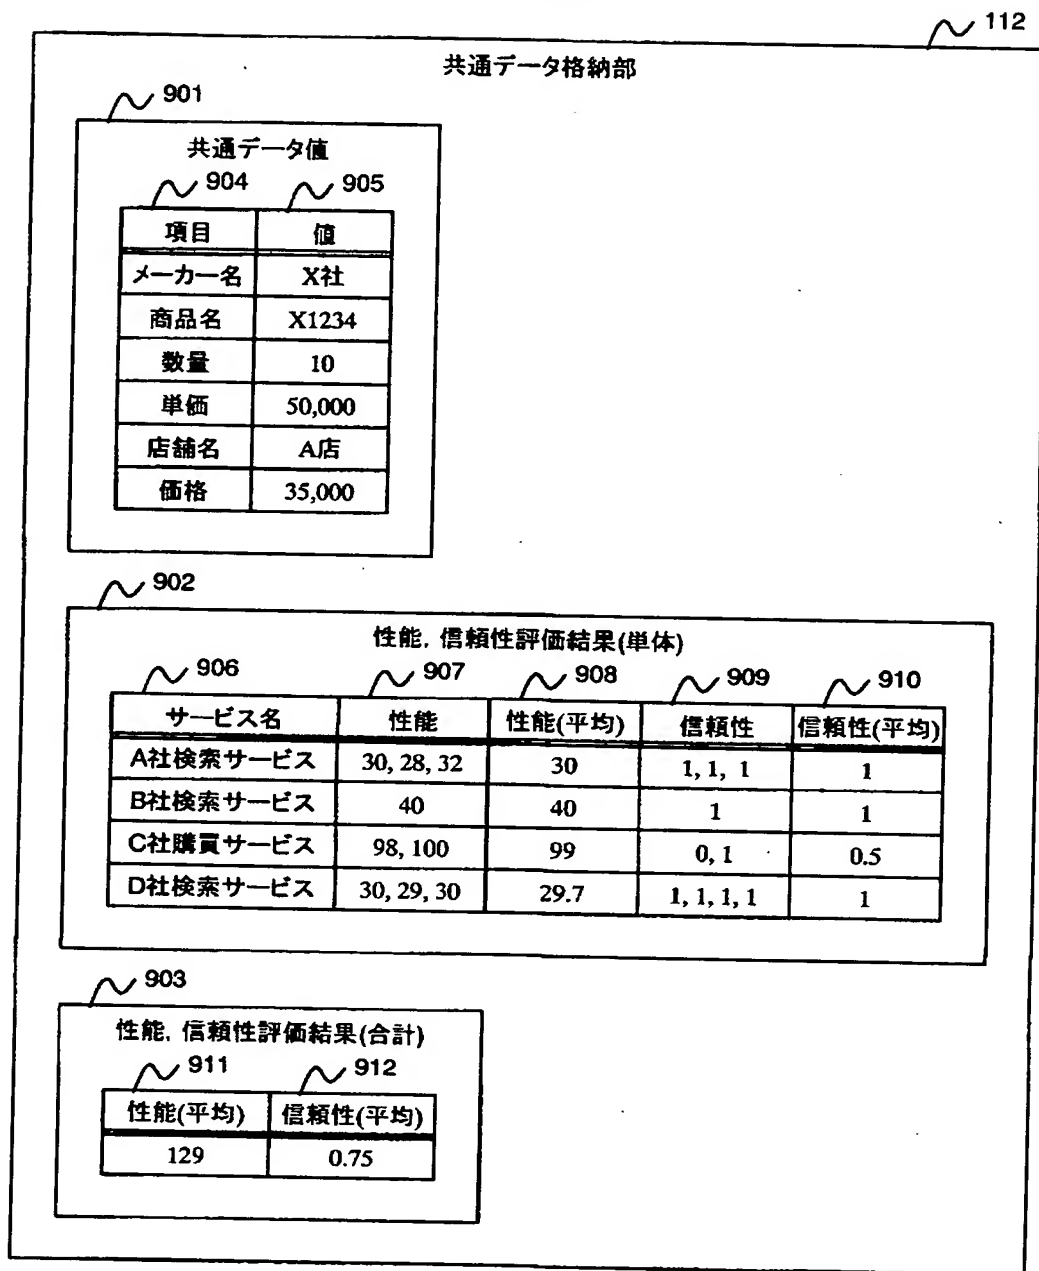 112
共通データ格納部
901
共通データ値
904 905
項目 値
メーカー名 X社
商品名 X1234
数量 10
単価 50,000
店舗名 A店
価格 35,000
902
性能, 信頼性評価結果(単体)
906 907 908 909 910
サービス名 性能 性能(平均) 信頼性 信頼性(平均)
A社検索サービス 30, 28, 32 30 1, 1, 1 1
B社検索サービス 40 40 1 1
C社購買サービス 98, 100 99 0, 1 0.5
D社検索サービス 30, 29, 30 29.7 1, 1, 1, 1 1
903
性能, 信頼性評価結果(合計)
911 912
性能(平均) 信頼性(平均)
129 0.75